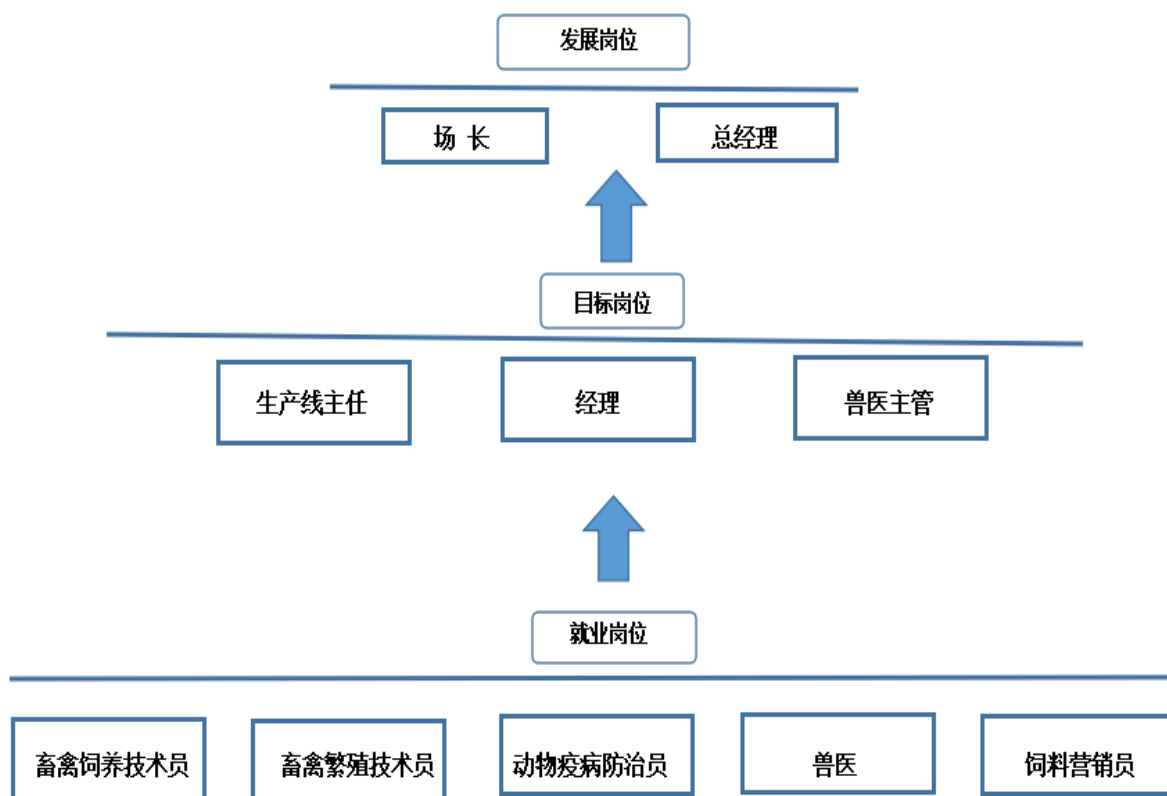 发展岗位
场 长
总经理
目标岗位
生产线主任
经理
兽医主管
就业岗位
畜禽饲养技术员
畜禽繁殖技术员
动物疫病防治员
兽医
饲料营销员